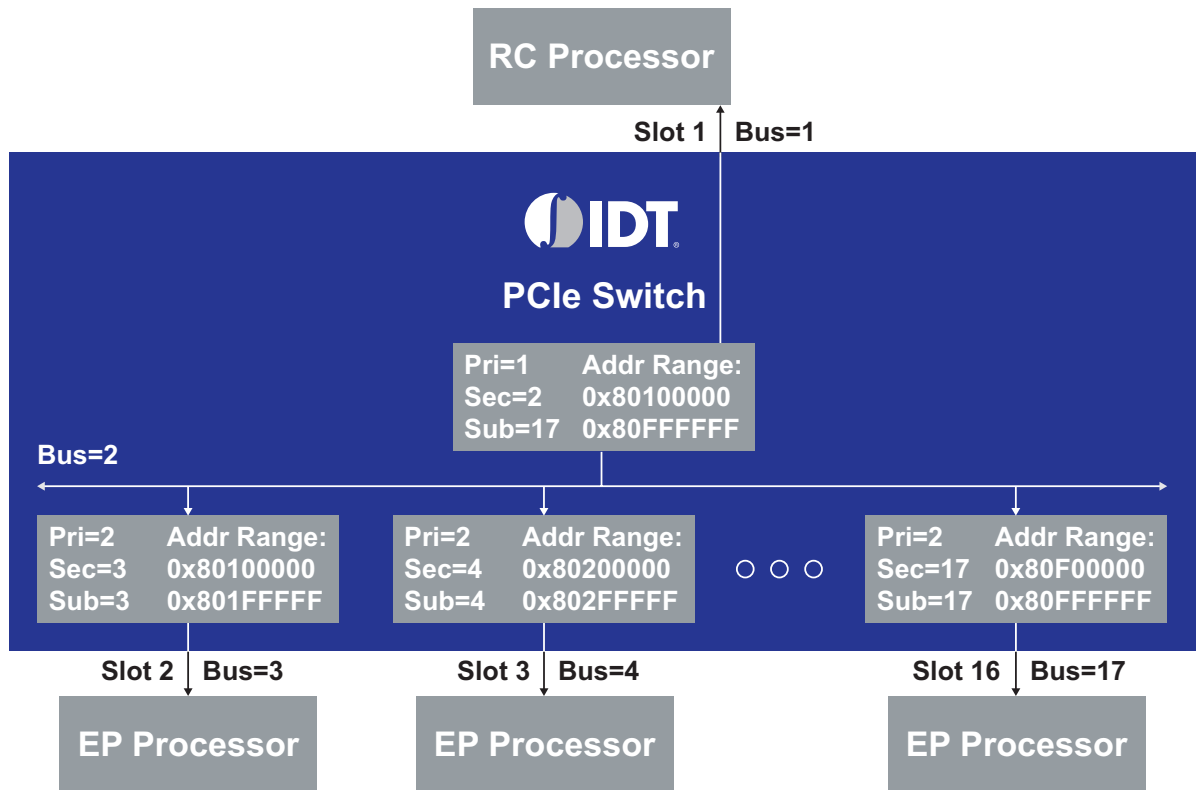 RC Processor
Slot 1 Bus=1
IDT®
PCIe Switch
Pri=1 Addr Range:
Sec=2 0x80100000
Sub=17 0x80FFFFFF
Bus=2
Pri=2 Addr Range:
Sec=3 0x80100000
Sub=3 0x801FFFFF
Pri=2 Addr Range:
Sec=4 0x80200000
Sub=4 0x802FFFFF
Pri=2 Addr Range:
Sec=17 0x80F00000
Sub=17 0x80FFFFFF
Slot 2 Bus=3
Slot 3 Bus=4
Slot 16 Bus=17
EP Processor
EP Processor
EP Processor